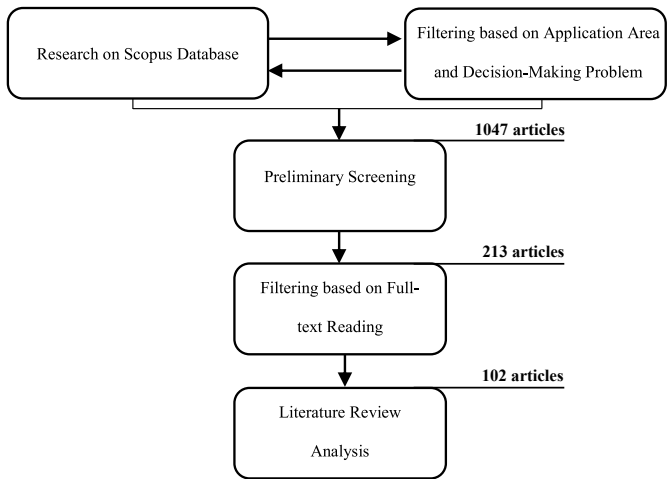 Research on Scopus Database
Filtering based on Application Area
and Decision-Making Problem
1047 articles
Preliminary Screening
213 articles
Filtering based on Full-
text Reading
102 articles
Literature Review
Analysis